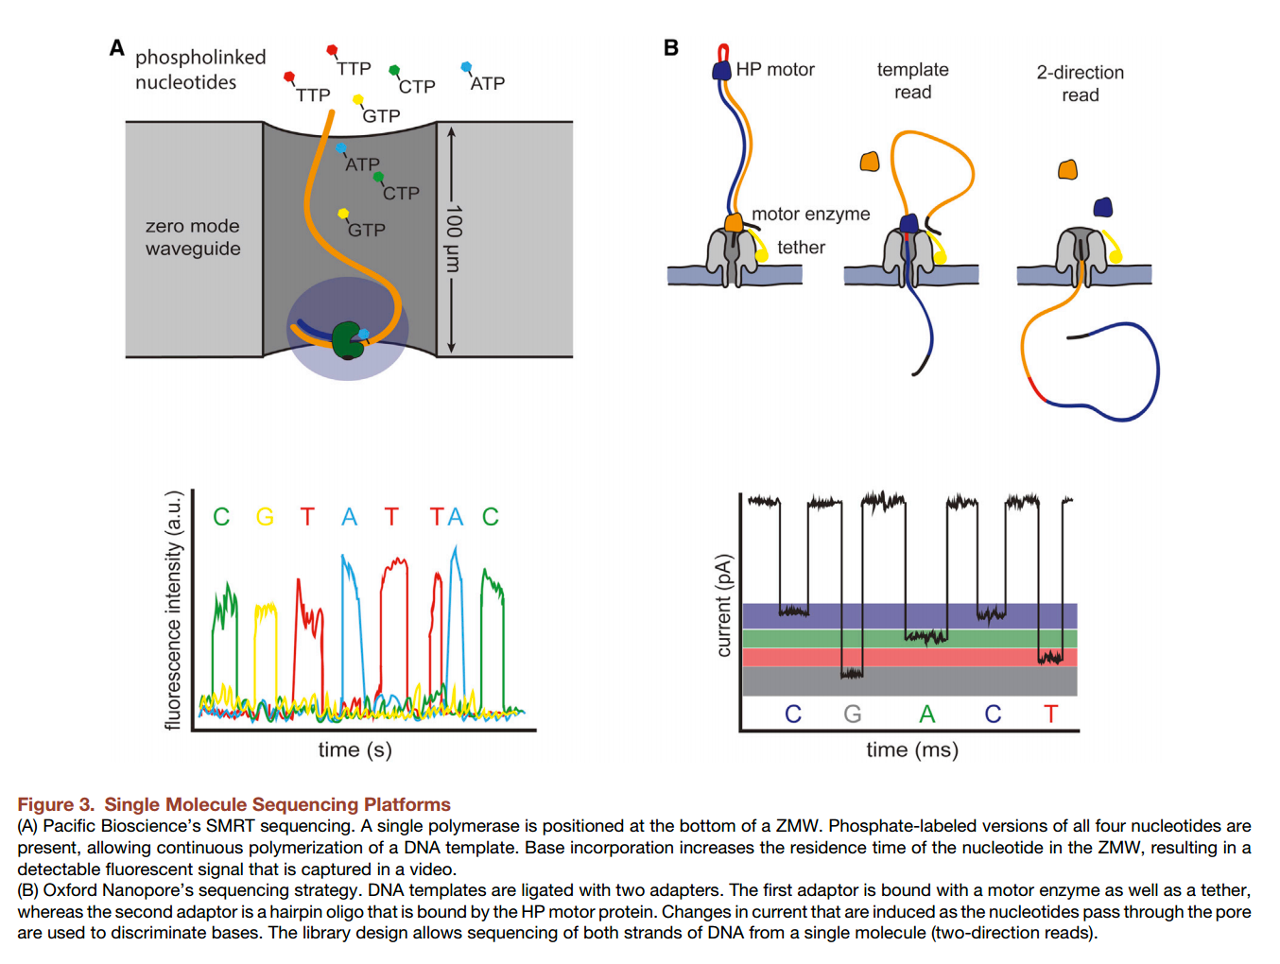 A
phospholinked
nucleotides
TTP
TTP
CTP
ATP
GTP
ATP
CTP
GTP
zero mode
waveguide
100 µm
fluorescence intensity (a.u.)
C G T A T T A C
time (s)
B
HP motor
template
read
2-direction
read
motor enzyme
tether
current (pA)
C G A C T
time (ms)
Figure 3. Single Molecule Sequencing Platforms
(A) Pacific Bioscience's SMRT sequencing. A single polymerase is positioned at the bottom of a ZMW. Phosphate-labeled versions of all four nucleotides are
present, allowing continuous polymerization of a DNA template. Base incorporation increases the residence time of the nucleotide in the ZMW, resulting in a
detectable fluorescent signal that is captured in a video.
(B) Oxford Nanopore's sequencing strategy. DNA templates are ligated with two adapters. The first adaptor is bound with a motor enzyme as well as a tether,
whereas the second adaptor is a hairpin oligo that is bound by the HP motor protein. Changes in current that are induced as the nucleotides pass through the pore
are used to discriminate bases. The library design allows sequencing of both strands of DNA from a single molecule (two-direction reads).